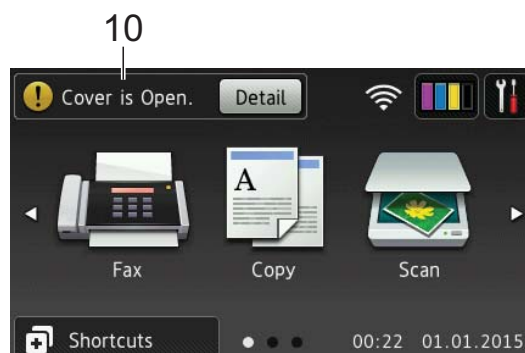 10
Cover is Open. Detail
A
Fax Copy Scan
Shortcuts 00:22 01.01.2015